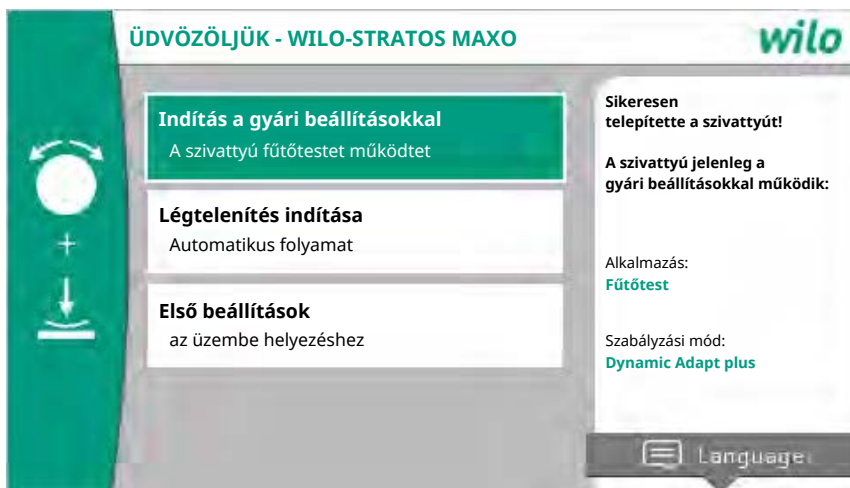 ÜDVÖZÖLJÜK - WILO-STRATOS MAXO
wilo
Indítás a gyári beállításokkal
A szivattyú fűtőtestet működtet
Légtelenítés indítása
Automatikus folyamat
Első beállítások
az üzembe helyezéshez
Sikeresen
telepítette a szivattyút!
A szivattyú jelenleg a
gyári beállításokkal működik:
Alkalmazás:
Fűtőtest
Szabályzási mód:
Dynamic Adapt plus
Language